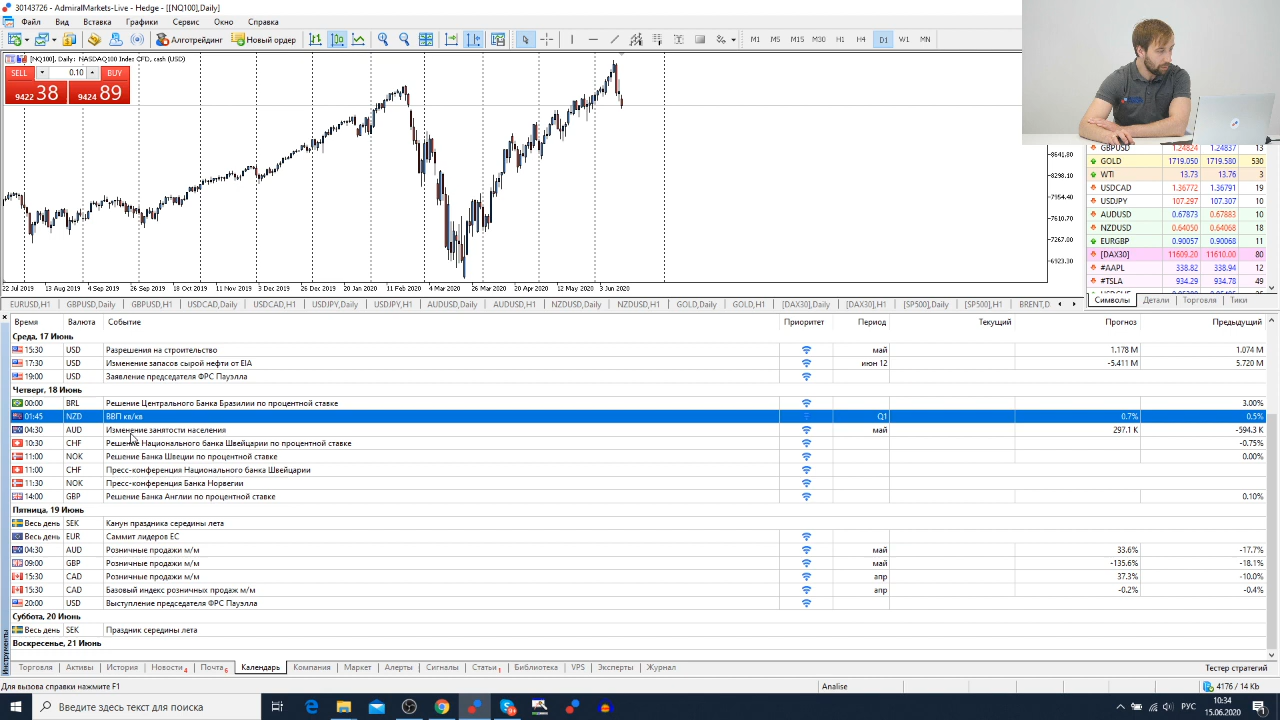 30143726 - AdmiralMarkets-Live - Hedge - [[NQ100],Daily]
Файл Вид Вставка Графики Сервис Окно Справка
Алготрейдинг Новый ордер M1 M5 M15 M30 H1 H4 D1 W1 MN
[NQ100], Daily: NASDAQ100 Index CFD, cash (USD)
SELL 0.10 BUY
9422 38 9424 89
8641.80
8298.10
7954.40
7610.70
7267.00
6923.30
22 Jul 2019 13 Aug 2019 4 Sep 2019 26 Sep 2019 18 Oct 2019 11 Nov 2019 3 Dec 2019 26 Dec 2019 20 Jan 2020 11 Feb 2020 4 Mar 2020 26 Mar 2020 20 Apr 2020 12 May 2020 3 Jun 2020
GBPUSD 1.24824 1.24837 13
GOLD 1719.050 1719.580 530
WTI 13.73 13.76 3
USDCAD 1.36772 1.36791 19
USDJPY 107.297 107.307 10
AUDUSD 0.67873 0.67883 10
NZDUSD 0.64050 0.64068 18
EURGBP 0.90057 0.90068 11
[DAX30] 11609.20 11610.00 80
#AAPL 338.82 338.94 12
#TSLA 934.29 934.78 49
Символы Детали Торговля Тики
EURUSD,H1 GBPUSD,Daily GBPUSD,H1 USDCAD,Daily USDCAD,H1 USDJPY,Daily USDJPY,H1 AUDUSD,Daily AUDUSD,H1 NZDUSD,Daily NZDUSD,H1 GOLD,Daily GOLD,H1 [DAX30],Daily [DAX30],H1 [SP500],Daily [SP500],H1 BRENT,D
Время Валюта Событие Приоритет Период Текущий Прогноз Предыдущий
Среда, 17 Июнь
15:30 USD Разрешения на строительство май 1.178 M 1.074 M
17:30 USD Изменение запасов сырой нефти от EIA июн 12 -5.411 M 5.720 M
19:00 USD Заявление председателя ФРС Пауэлла
Четверг, 18 Июнь
00:00 BRL Решение Центрального Банка Бразилии по процентной ставке 3.00%
01:45 NZD ВВП кв/кв Q1 0.7% 0.5%
04:30 AUD Изменение занятости населения май 297.1 K -594.3 K
10:30 CHF Решение Национального банка Швейцарии по процентной ставке -0.75%
11:00 NOK Решение Банка Швеции по процентной ставке 0.00%
11:00 CHF Пресс-конференция Национального банка Швейцарии
11:30 NOK Пресс-конференция Банка Норвегии
14:00 GBP Решение Банка Англии по процентной ставке 0.10%
Пятница, 19 Июнь
Весь день SEK Канун праздника середины лета
Весь день EUR Саммит лидеров ЕС
04:30 AUD Розничные продажи м/м май 33.6% -17.7%
09:00 GBP Розничные продажи м/м май -135.6% -18.1%
15:30 CAD Розничные продажи м/м апр 37.3% -10.0%
15:30 CAD Базовый индекс розничных продаж м/м апр -0.2% -0.4%
20:00 USD Выступление председателя ФРС Пауэлла
Суббота, 20 Июнь
Весь день SEK Праздник середины лета
Воскресенье, 21 Июнь
Инструменты
Торговля Активы История Новости 4 Почта 6 Календарь Компания Маркет Алерты Сигналы Статьи 1 Библиотека VPS Эксперты Журнал Тестер стратегий
Для вызова справки нажмите F1 Analise 4176 / 14 Kb
Введите здесь текст для поиска РУС 10:34
15.06.2020